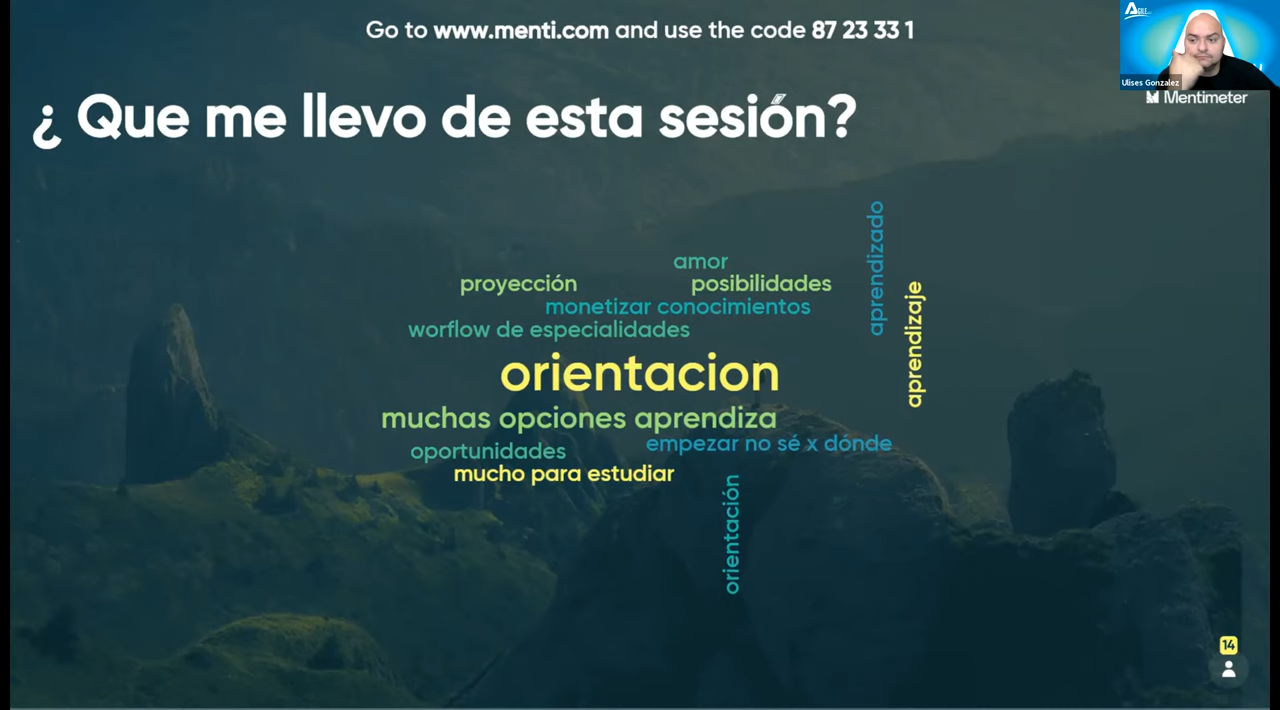 Go to www.menti.com and use the code 87 23 33 1
AGILE
Ulises Gonzalez
Mentimeter
¿ Que me llevo de esta sesión?
aprendizado
amor
proyección
posibilidades
aprendizaje
monetizar conocimientos
worflow de especialidades
orientacion
muchas opciones aprendiza
empezar no sé x dónde
oportunidades
mucho para estudiar
orientación
14